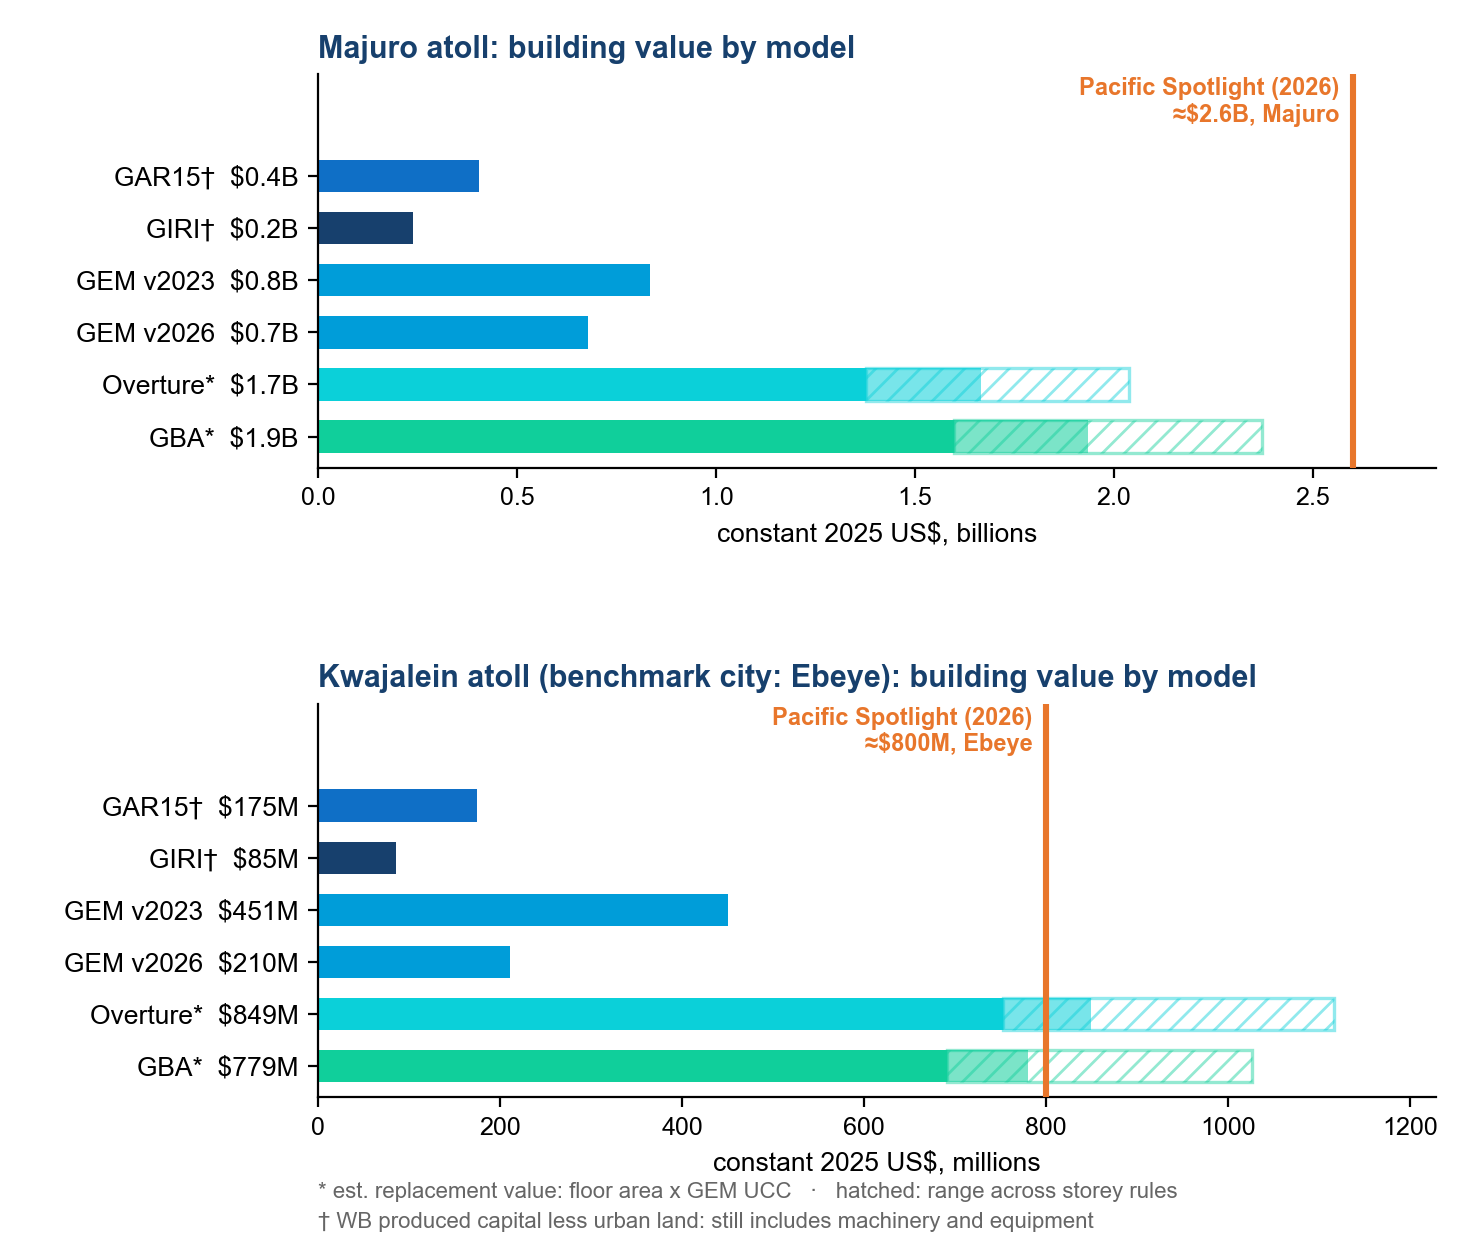 Majuro atoll: building value by model
Pacific Spotlight (2026)
≈$2.6B, Majuro
GAR15† $0.4B
GIRI† $0.2B
GEM v2023 $0.8B
GEM v2026 $0.7B
Overture* $1.7B
GBA* $1.9B
0.0 0.5 1.0 1.5 2.0 2.5
constant 2025 US$, billions
Kwajalein atoll (benchmark city: Ebeye): building value by model
Pacific Spotlight (2026)
≈$800M, Ebeye
GAR15† $175M
GIRI† $85M
GEM v2023 $451M
GEM v2026 $210M
Overture* $849M
GBA* $779M
0 200 400 600 800 1000 1200
constant 2025 US$, millions
* est. replacement value: floor area x GEM UCC · hatched: range across storey rules
† WB produced capital less urban land: still includes machinery and equipment